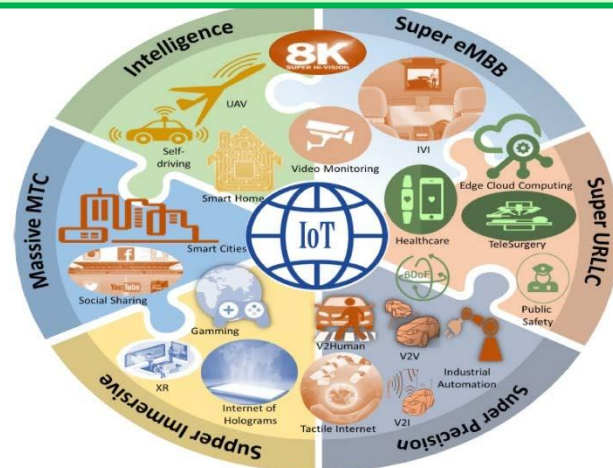 Intelligence
Super eMBB
8K
SUPER HI-VISION
UAV
Self-
driving
Smart Home
Video Monitoring
IVI
Edge Cloud Computing
Super URLLC
Massive MTC
Smart Cities
IoT
Healthcare
TeleSurgery
6DoF
Public
Safety
Social Sharing
YouTube
Gamming
V2Human
V2V
Industrial
Automation
XR
Internet of
Holograms
Tactile Internet
V2I
Supper Immersive
Super Precision